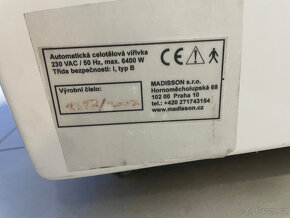 Automatická celotělová vířivka
230 VAC / 50 Hz, max. 6400 W
Třída bezpečnosti: I, typ B
Výrobní číslo:
MADISSON s.r.o.
Hornoměcholupská 68
102 00 Praha 10
tel.: +420 271743154
www.madisson.cz